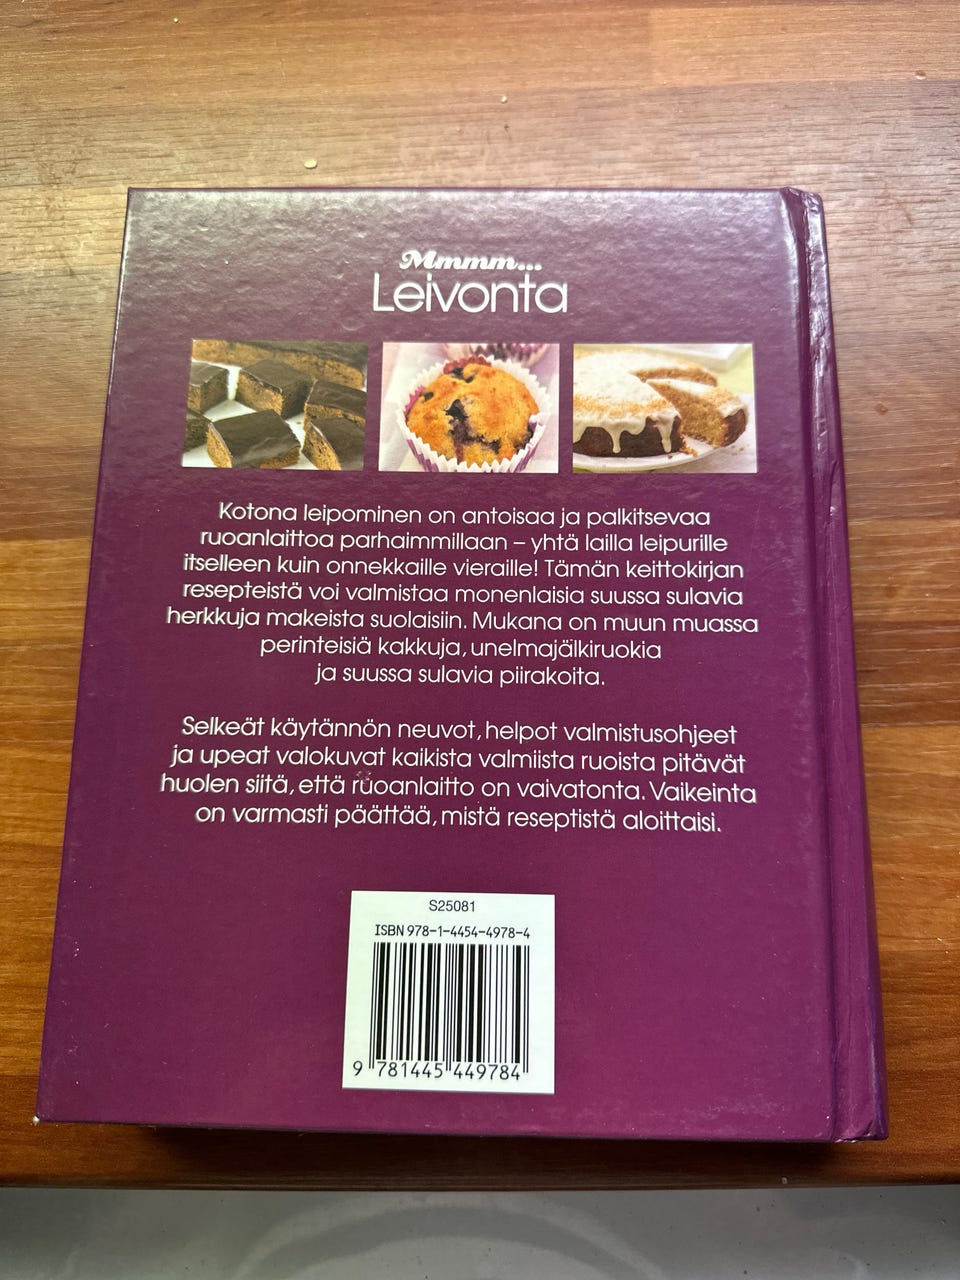 Mmmm...
Leivonta
Kotona leipominen on antoisaa ja palkitsevaa
ruoanlaittoa parhaimmillaan – yhtä lailla leipurille
itselleen kuin onnekkaille vieraille! Tämän keittokirjan
resepteistä voi valmistaa monenlaisia suussa sulavia
herkkuja makeista suolaisiin. Mukana on muun muassa
perinteisiä kakkuja, unelmajälkiruokia
ja suussa sulavia piirakoita.
Selkeät käytännön neuvot, helpot valmistusohjeet
ja upeat valokuvat kaikista valmiista ruoista pitävät
huolen siitä, että ruoanlaitto on vaivatonta. Vaikeinta
on varmasti päättää, mistä reseptistä aloittaisi.
S25081
ISBN 978-1-4454-4978-4
9 781445 449784